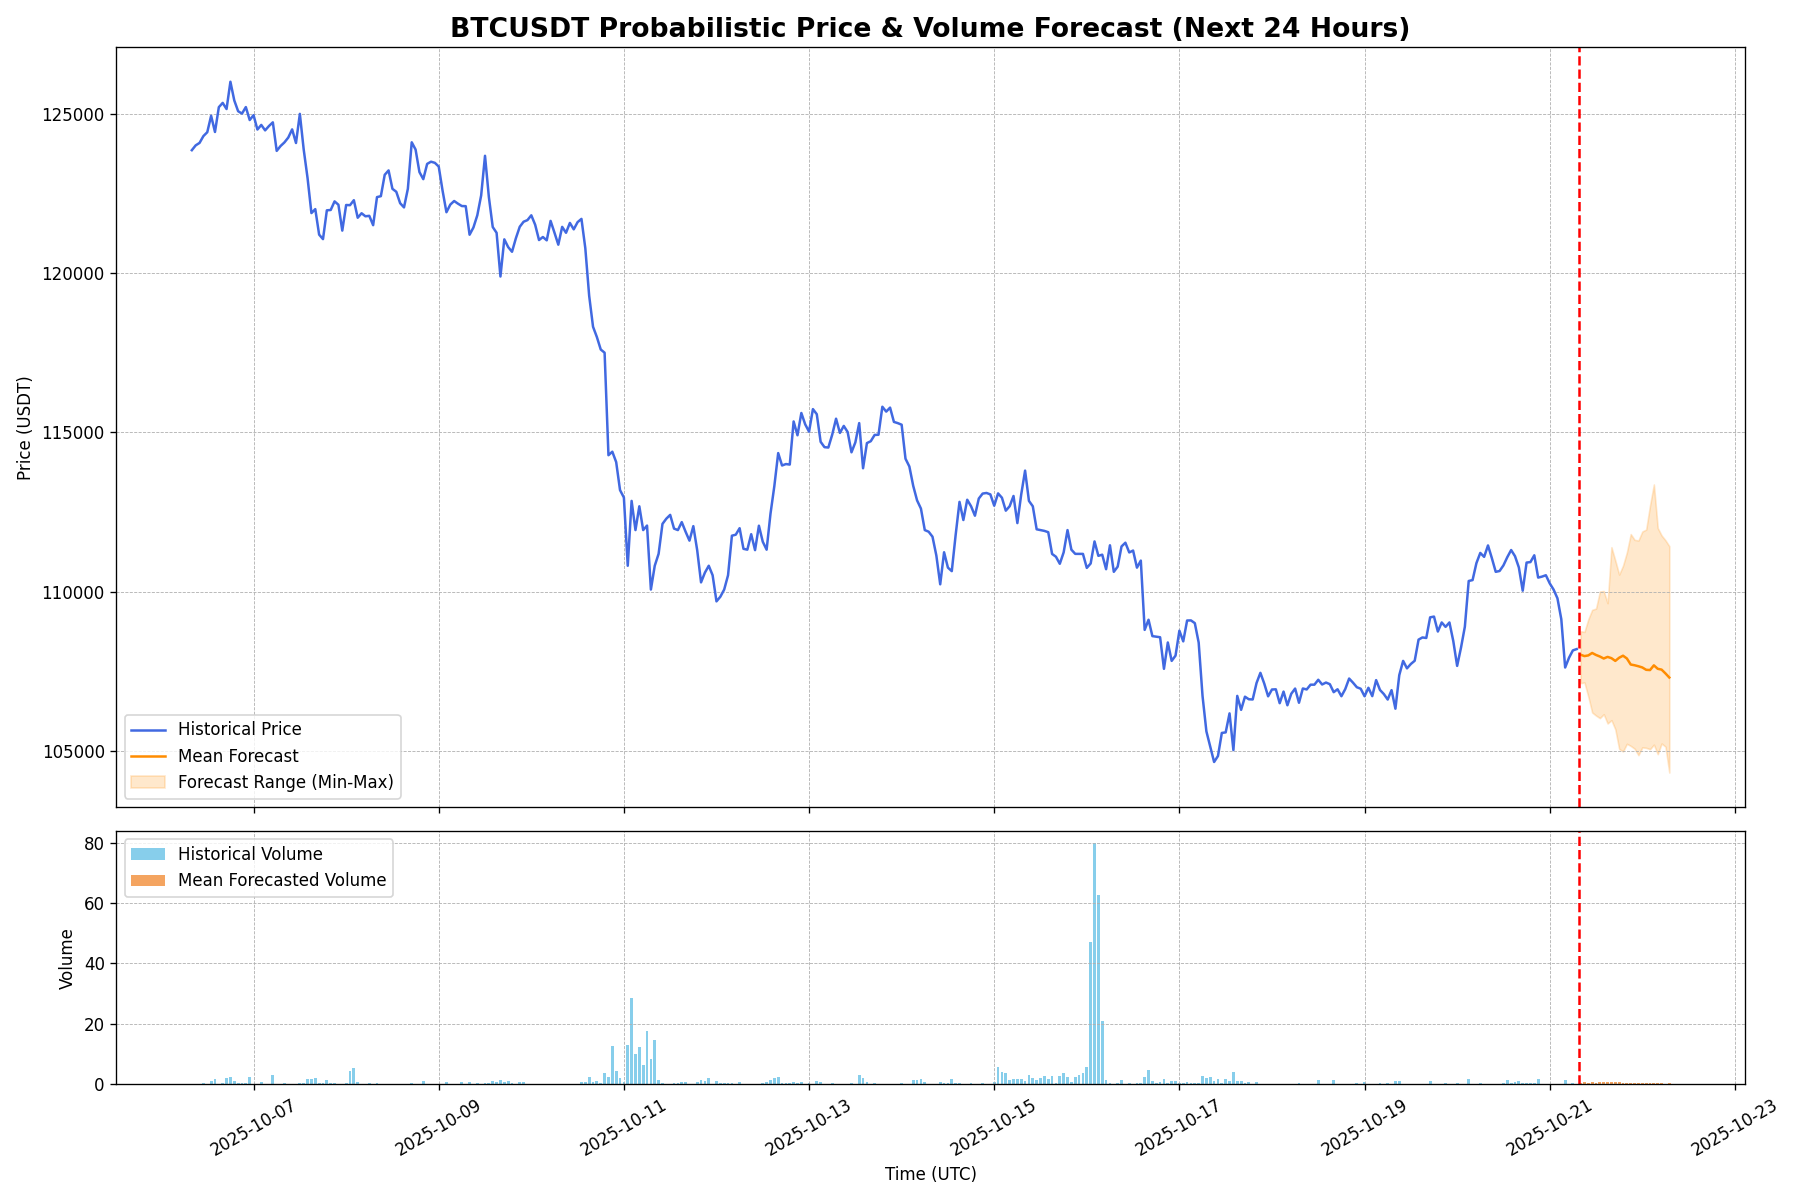 BTCUSDT Probabilistic Price & Volume Forecast (Next 24 Hours)
125000
120000
115000
110000
105000
Price (USDT)
Historical Price
Mean Forecast
Forecast Range (Min-Max)
80
60
40
20
0
Volume
Historical Volume
Mean Forecasted Volume
2025-10-07
2025-10-09
2025-10-11
2025-10-13
2025-10-15
2025-10-17
2025-10-19
2025-10-21
2025-10-23
Time (UTC)